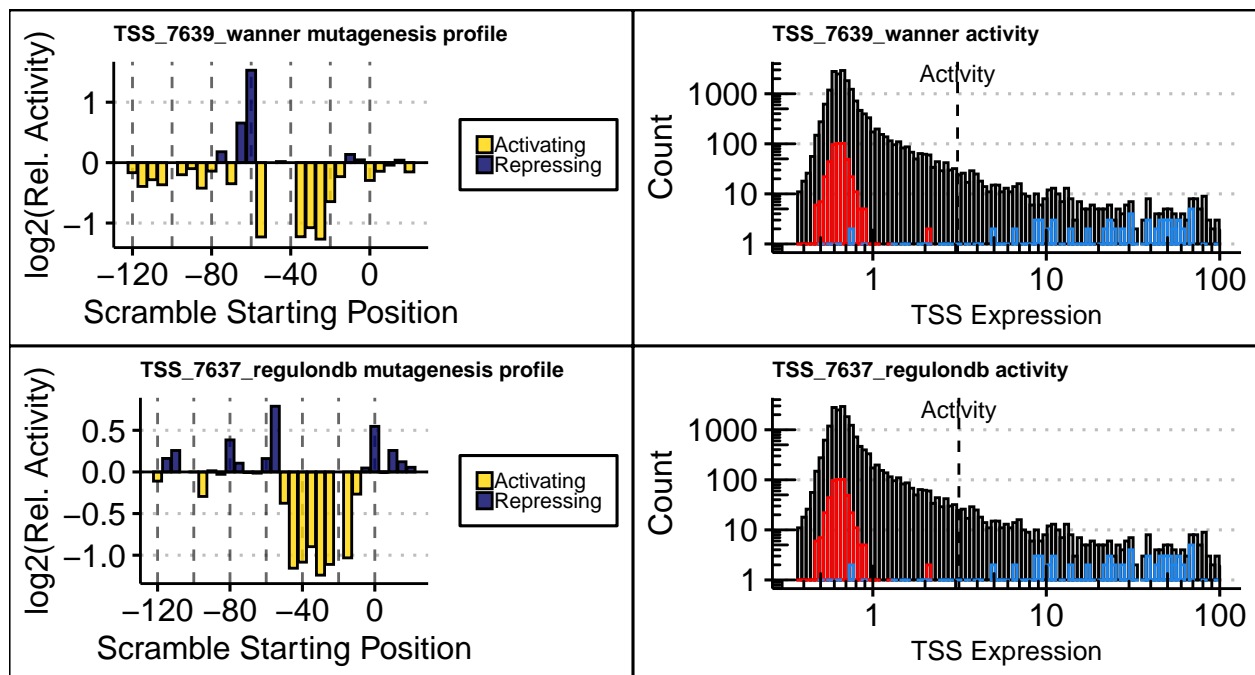 TSS_7639_wanner mutagenesis profile
log2(Rel. Activity)
1
0
−1
−120
−80
−40
0
Scramble Starting Position
Activating
Repressing
TSS_7639_wanner activity
Activity
Count
1000
100
10
1
1
10
100
TSS Expression
TSS_7637_regulondb mutagenesis profile
log2(Rel. Activity)
0.5
0.0
−0.5
−1.0
−120
−80
−40
0
Scramble Starting Position
Activating
Repressing
TSS_7637_regulondb activity
Activity
Count
1000
100
10
1
1
10
100
TSS Expression